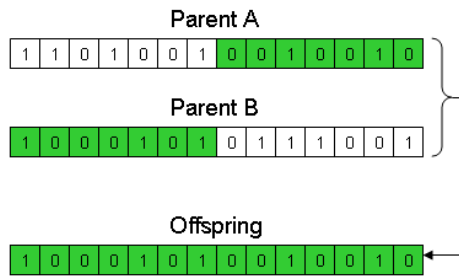 Parent A
1 1 0 1 0 0 1 0 0 1 0 0 1 0
Parent B
1 0 0 0 1 0 1 0 1 1 1 0 0 1
Offspring
1 0 0 0 1 0 1 0 0 1 0 0 1 0